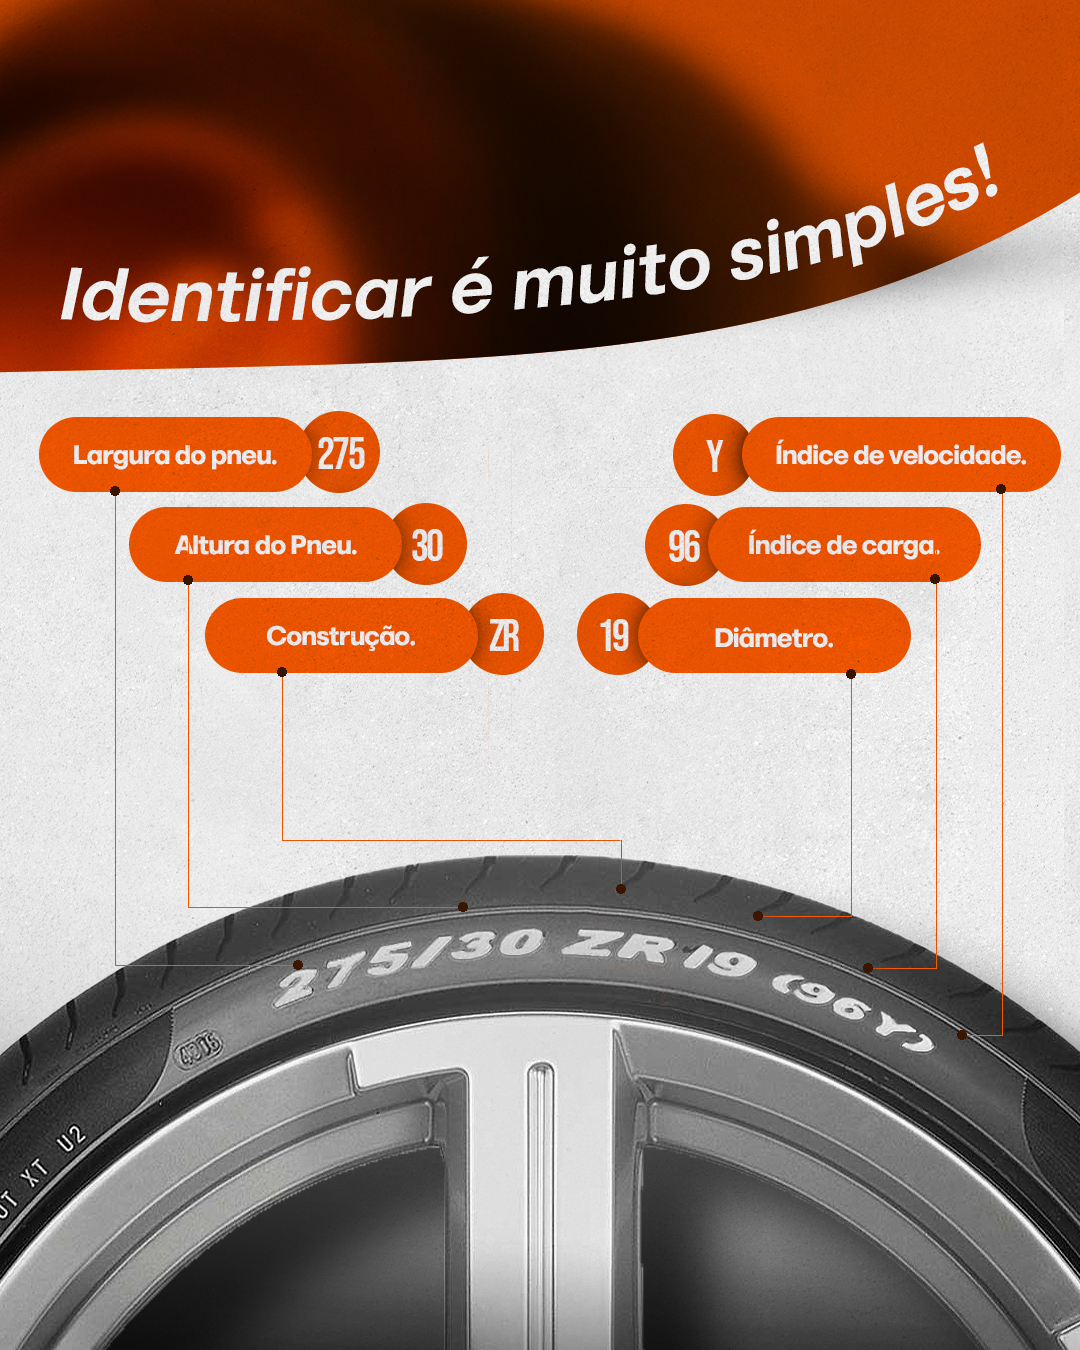 Identificar é muito simples!
Largura do pneu. 275
Y Índice de velocidade.
Altura do Pneu. 30
96 Índice de carga.
Construção. ZR
19 Diâmetro.
275/30 ZR19 (96Y)
XT U2